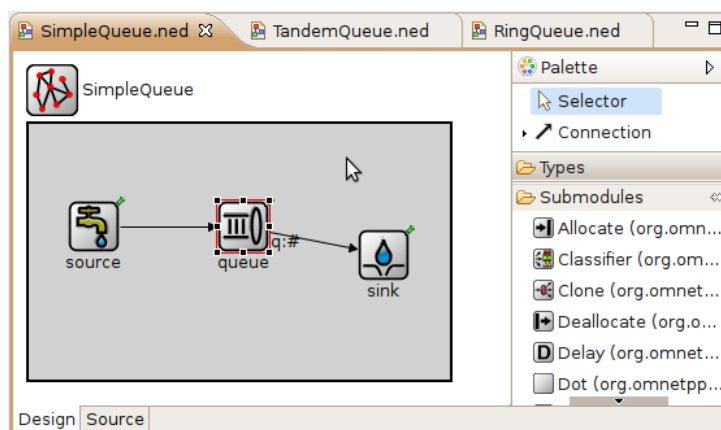 SimpleQueue.ned
TandemQueue.ned
RingQueue.ned
SimpleQueue
source
queue
q:#
sink
Palette
Selector
Connection
Types
Submodules
Allocate (org.omn...
Classifier (org.om...
Clone (org.omnet...
Deallocate (org.o...
D Delay (org.omnet...
Dot (org.omnetpp...
Design Source